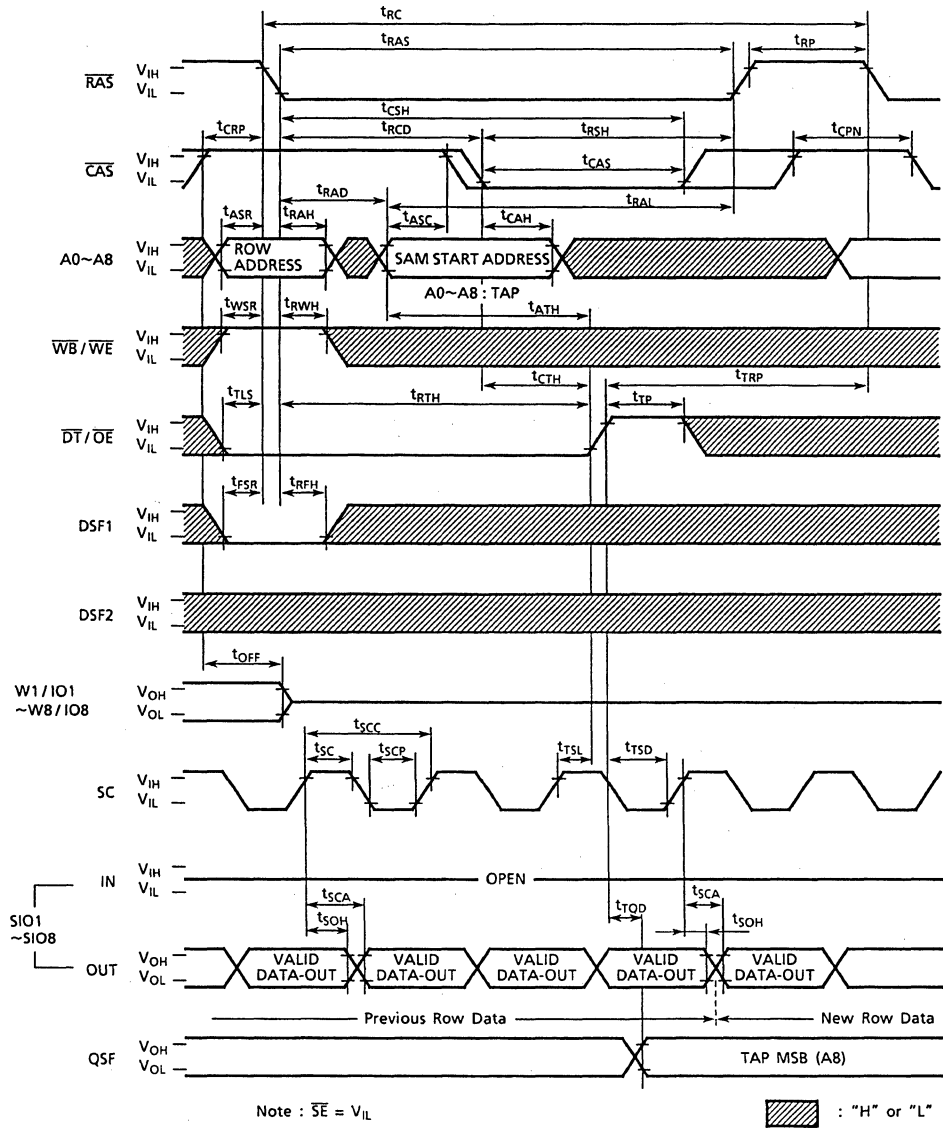 tRC
tRAS
tRP
RAS VIH
VIL
tCSH
tCRP
tRCD
tRSH
tCPN
CAS VIH
VIL
tCAS
tRAD
tRAL
tASR
tRAH
tASC
tCAH
A0~A8 VIH
VIL
ROW ADDRESS
SAM START ADDRESS
A0~A8 : TAP
tWSR
tRWH
tATH
WB / WE VIH
VIL
tCTH
tTRP
tTLS
tRTH
tTP
DT / OE VIH
VIL
tFSR
tRFH
DSF1 VIH
VIL
DSF2 VIH
VIL
tOFF
W1 / IO1
~W8 / IO8
VOH
VOL
tSCC
tSC
tSCP
tTSL
tTSD
SC VIH
VIL
IN VIH
VIL
OPEN
SIO1
~SIO8
tSCA
tSOH
tTQD
tSCA
tSOH
OUT VOH
VOL
VALID DATA-OUT
VALID DATA-OUT
VALID DATA-OUT
VALID DATA-OUT
VALID DATA-OUT
Previous Row Data
New Row Data
QSF VOH
VOL
TAP MSB (A8)
Note : SE = VIL
: "H" or "L"